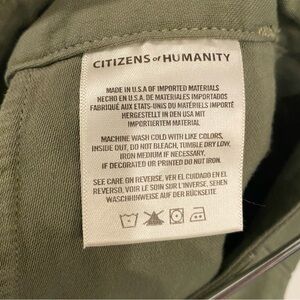 CITIZENS of HUMANITY
MADE IN U.S.A OF IMPORTED MATERIALS
HECHO EN U.S.A. DE MATERIALES IMPORTADOS
FABRIQUÉ AUX ETATS-UNIS DU MATÉRIELS IMPORTÉ
HERGESTELLT IN DEN USA MIT
IMPORTIERTEM MATERIAL
MACHINE WASH COLD WITH LIKE COLORS,
INSIDE OUT, DO NOT BLEACH, TUMBLE DRY LOW.
IRON MEDIUM IF NECESSARY.
IF DECORATED OR PRINTED DO NOT IRON.
SEE CARE ON REVERSE. VER EL CUIDADO EN EL
REVERSO. VOIR LE SOIN SUR L'INVERSE. SEHEN
WASCHHINWEISE AUF DER RÜCKSEITE